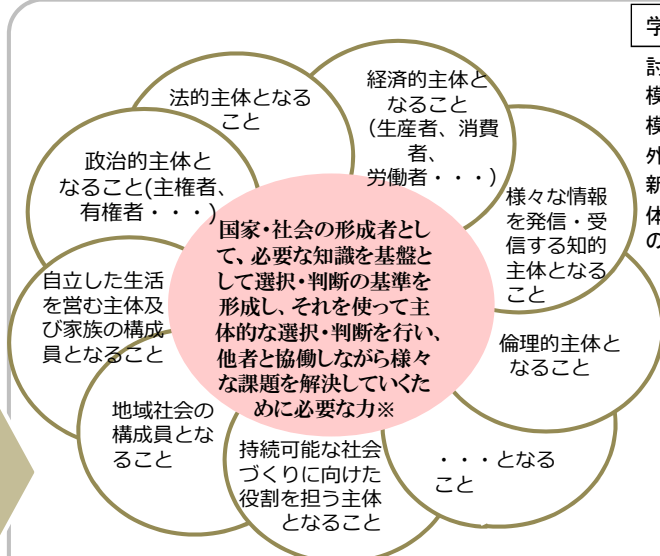 経済的主体と
なること
(生産者、消費
者、
労働者・・・)
法的主体となる
こと
政治的主体と
なること(主権者、
有権者・・・)
様々な情報
を発信・受
信する知的
主体となる
こと
国家・社会の形成者とし
て、必要な知識を基盤と
して選択・判断の基準を
形成し、それを使って主
体的な選択・判断を行い、
他者と協働しながら様々
な課題を解決していくた
めに必要な力※
自立した生活
を営む主体及
び家族の構成
員となること
倫理的主体と
なること
地域社会の
構成員とな
ること
持続可能な社会
づくりに向けた
役割を担う主体
となること
・・・となる
こと
学
討
模
模
外
新
体
の